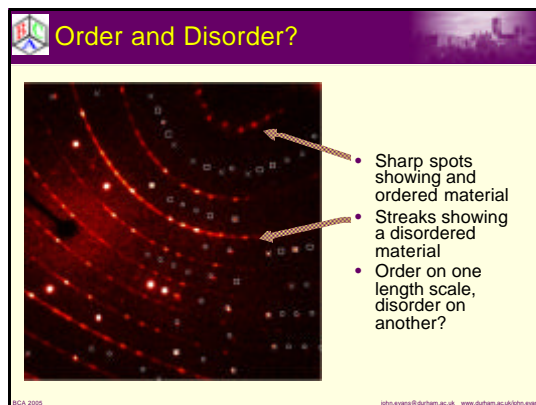 Order and Disorder?
• Sharp spots
showing and
ordered material
• Streaks showing
a disordered
material
• Order on one
length scale,
disorder on
another?
BCA 2005
john.evans@durham.ac.uk www.durham.ac.uk/john.evans